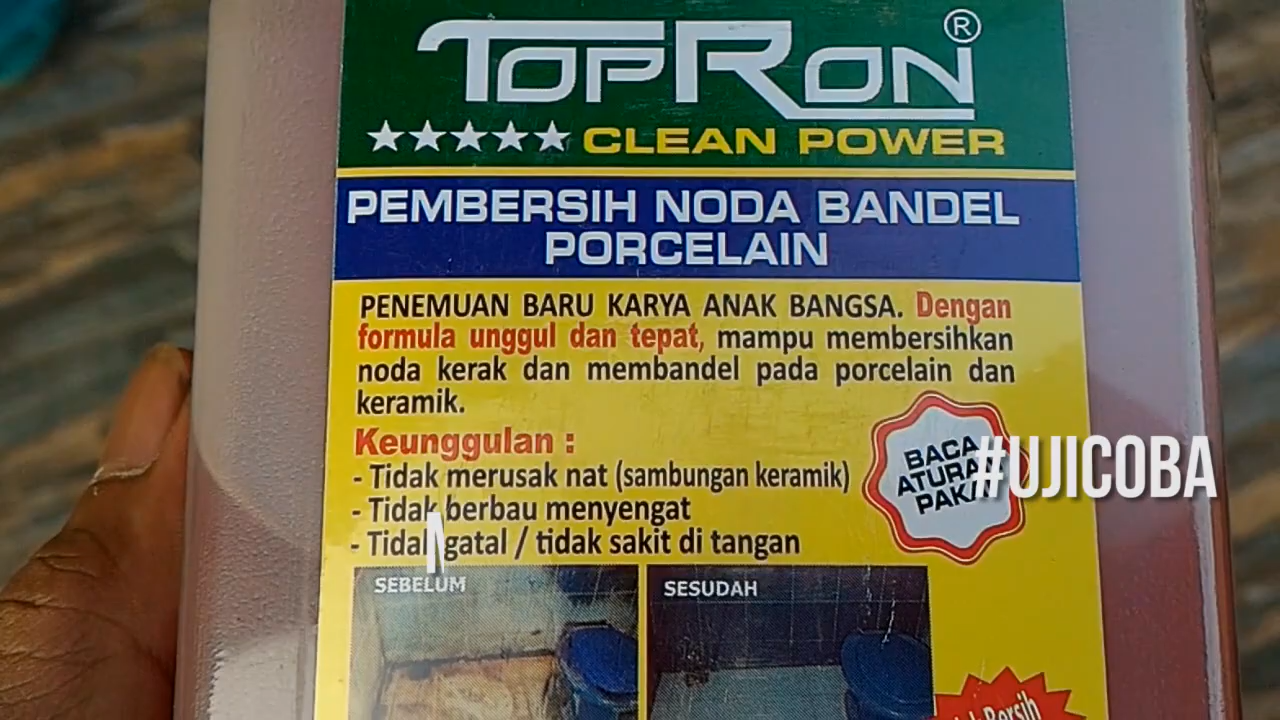 TOPRON®
CLEAN POWER
PEMBERSIH NODA BANDEL
PORCELAIN
PENEMUAN BARU KARYA ANAK BANGSA. Dengan
formula unggul dan tepat, mampu membersihkan
noda kerak dan membandel pada porcelain dan
keramik.
Keunggulan :
- Tidak merusak nat (sambungan keramik)
- Tidak berbau menyengat
- Tidak gatal / tidak sakit di tangan
BACA
ATURAN
PAKAI
#UJICOBA
SEBELUM
SESUDAH
Bersih